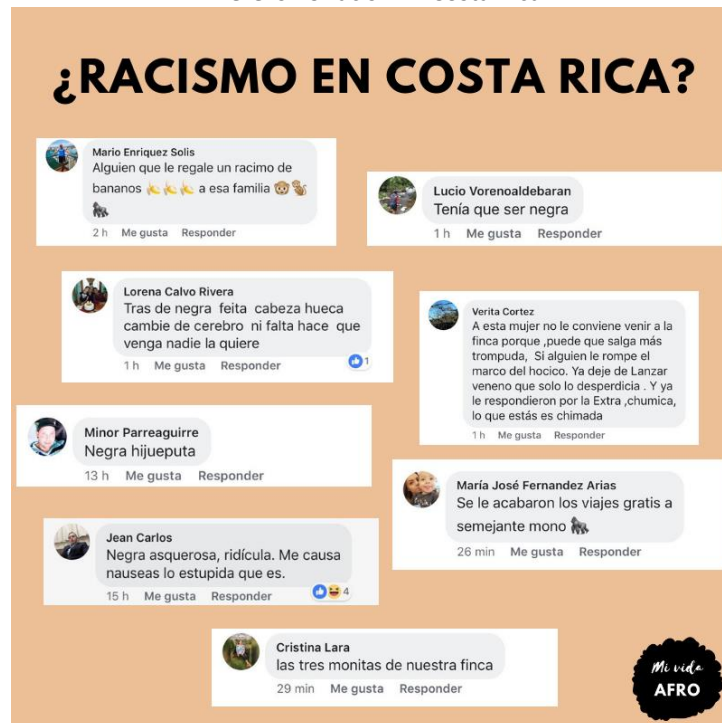 ¿RACISMO EN COSTA RICA?
Mario Enriquez Solis
Alguien que le regale un racimo de
bananos 🍌🍌🍌 a esa familia 🐵🐒
🦍
2 h Me gusta Responder
Lucio Vorenoaldebaran
Tenía que ser negra
1 h Me gusta Responder
Lorena Calvo Rivera
Tras de negra feita cabeza hueca
cambie de cerebro ni falta hace que
venga nadie la quiere
1 h Me gusta Responder 1
Verita Cortez
A esta mujer no le conviene venir a la
finca porque ,puede que salga más
trompuda, Si alguien le rompe el
marco del hocico. Ya deje de Lanzar
veneno que solo lo desperdicia . Y ya
le respondieron por la Extra ,chumica,
lo que estás es chimada
1 h Me gusta Responder
Minor Parreaguirre
Negra hijueputa
13 h Me gusta Responder
María José Fernandez Arias
Se le acabaron los viajes gratis a
semejante mono 🦍
26 min Me gusta Responder
Jean Carlos
Negra asquerosa, ridícula. Me causa
nauseas lo estupida que es.
15 h Me gusta Responder 4
Cristina Lara
las tres monitas de nuestra finca
29 min Me gusta Responder
Mi vida
AFRO